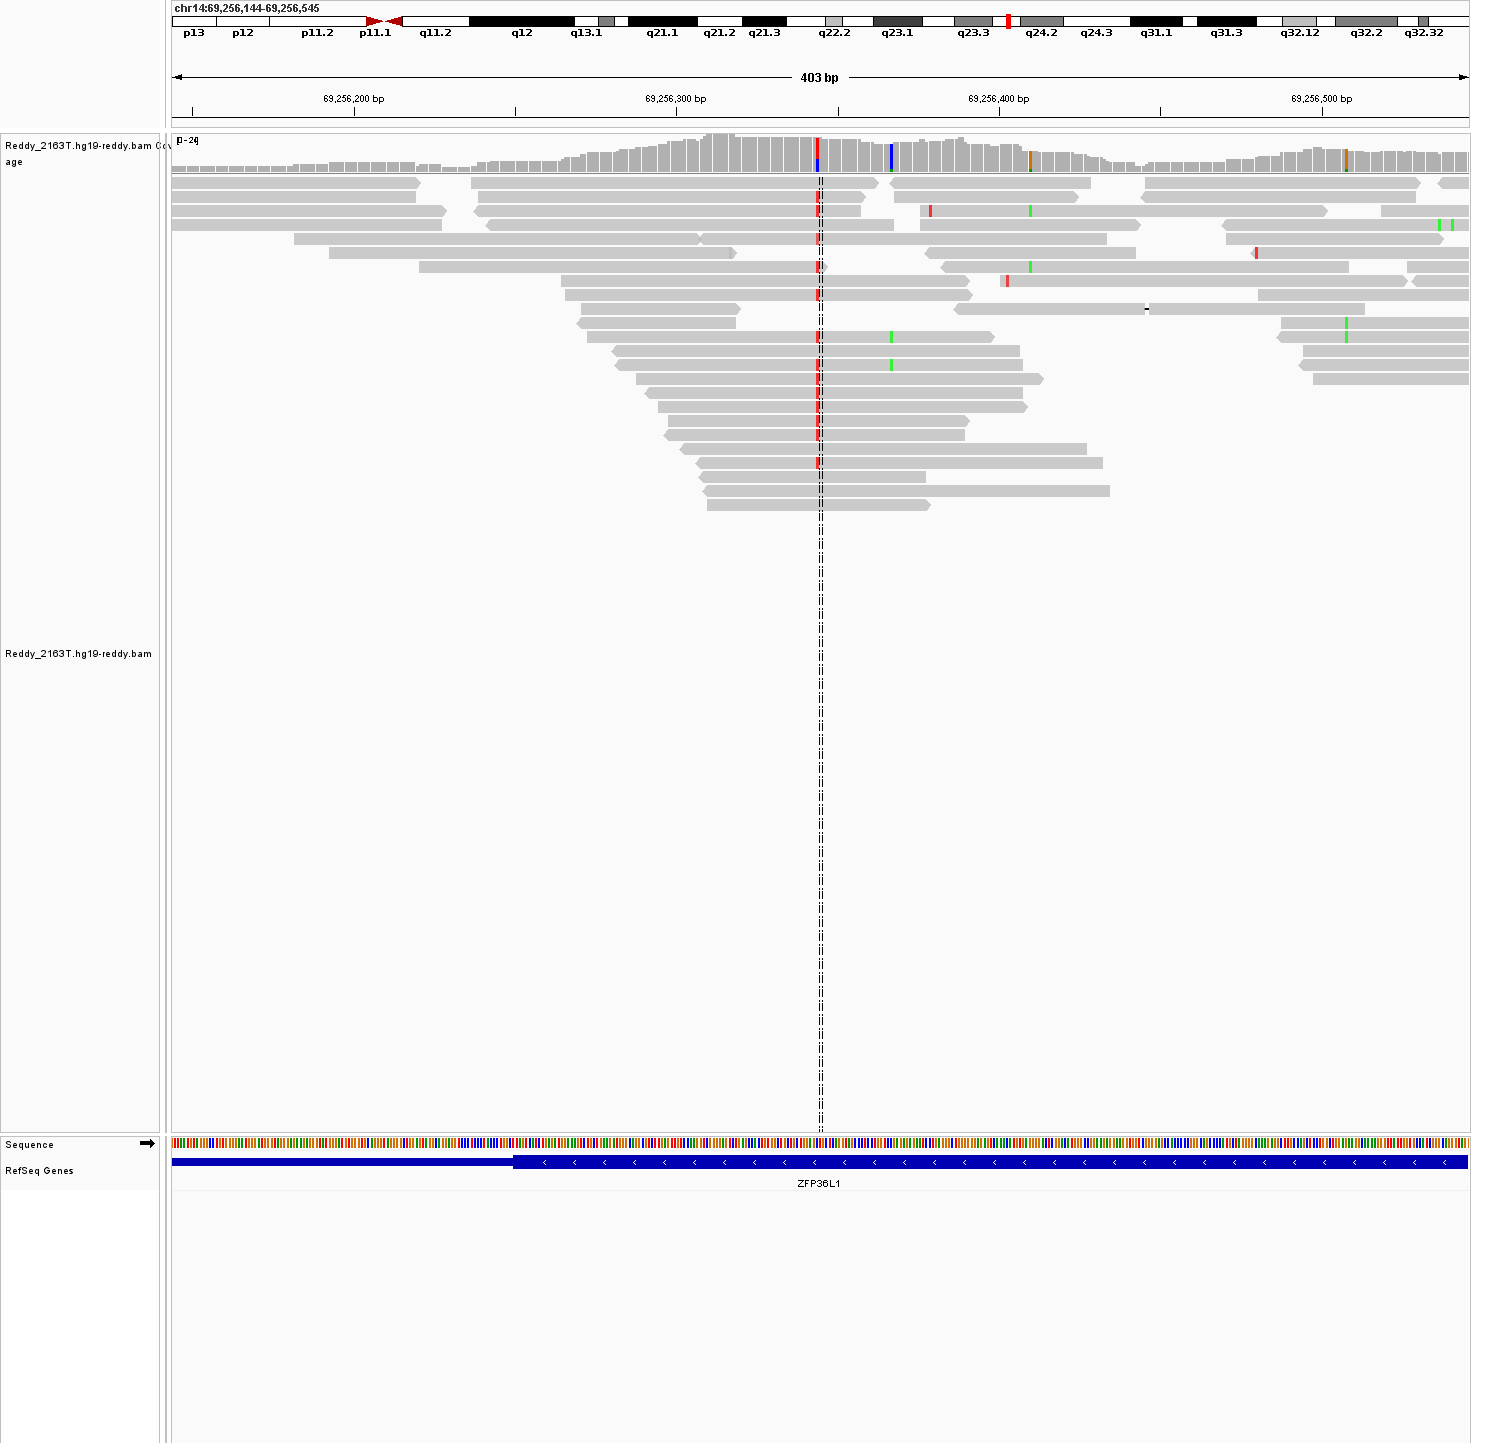 chr14:69,256,144-69,256,545
p13 p12 p11.2 p11.1 q11.2 q12 q13.1 q21.1 q21.2 q21.3 q22.2 q23.1 q23.3 q24.2 q24.3 q31.1 q31.3 q32.12 q32.2 q32.32
403 bp
69,256,200 bp 69,256,300 bp 69,256,400 bp 69,256,500 bp
Reddy_2163T.hg19-reddy.bam Cov
age
Reddy_2163T.hg19-reddy.bam
Sequence
RefSeq Genes
ZFP36L1